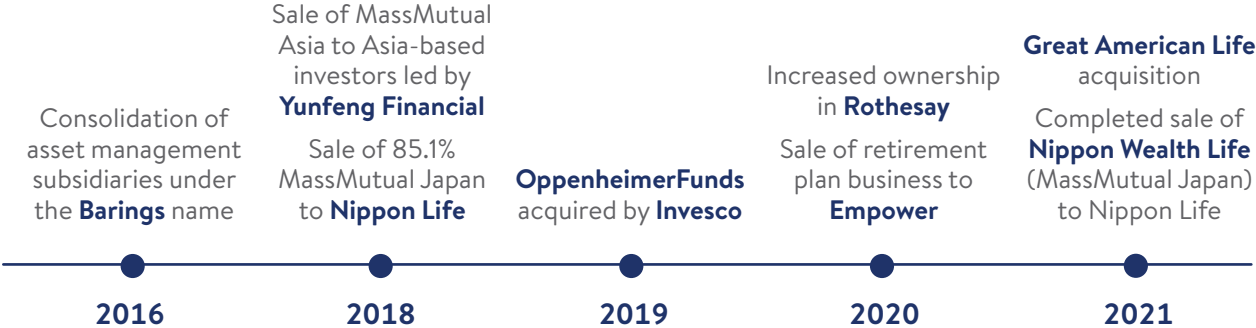 Consolidation of
asset management
subsidiaries under
the Barings name
2016
Sale of MassMutual
Asia to Asia-based
investors led by
Yunfeng Financial
Sale of 85.1%
MassMutual Japan
to Nippon Life
2018
OppenheimerFunds
acquired by Invesco
2019
Increased ownership
in Rothesay
Sale of retirement
plan business to
Empower
2020
Great American Life
acquisition
Completed sale of
Nippon Wealth Life
(MassMutual Japan)
to Nippon Life
2021